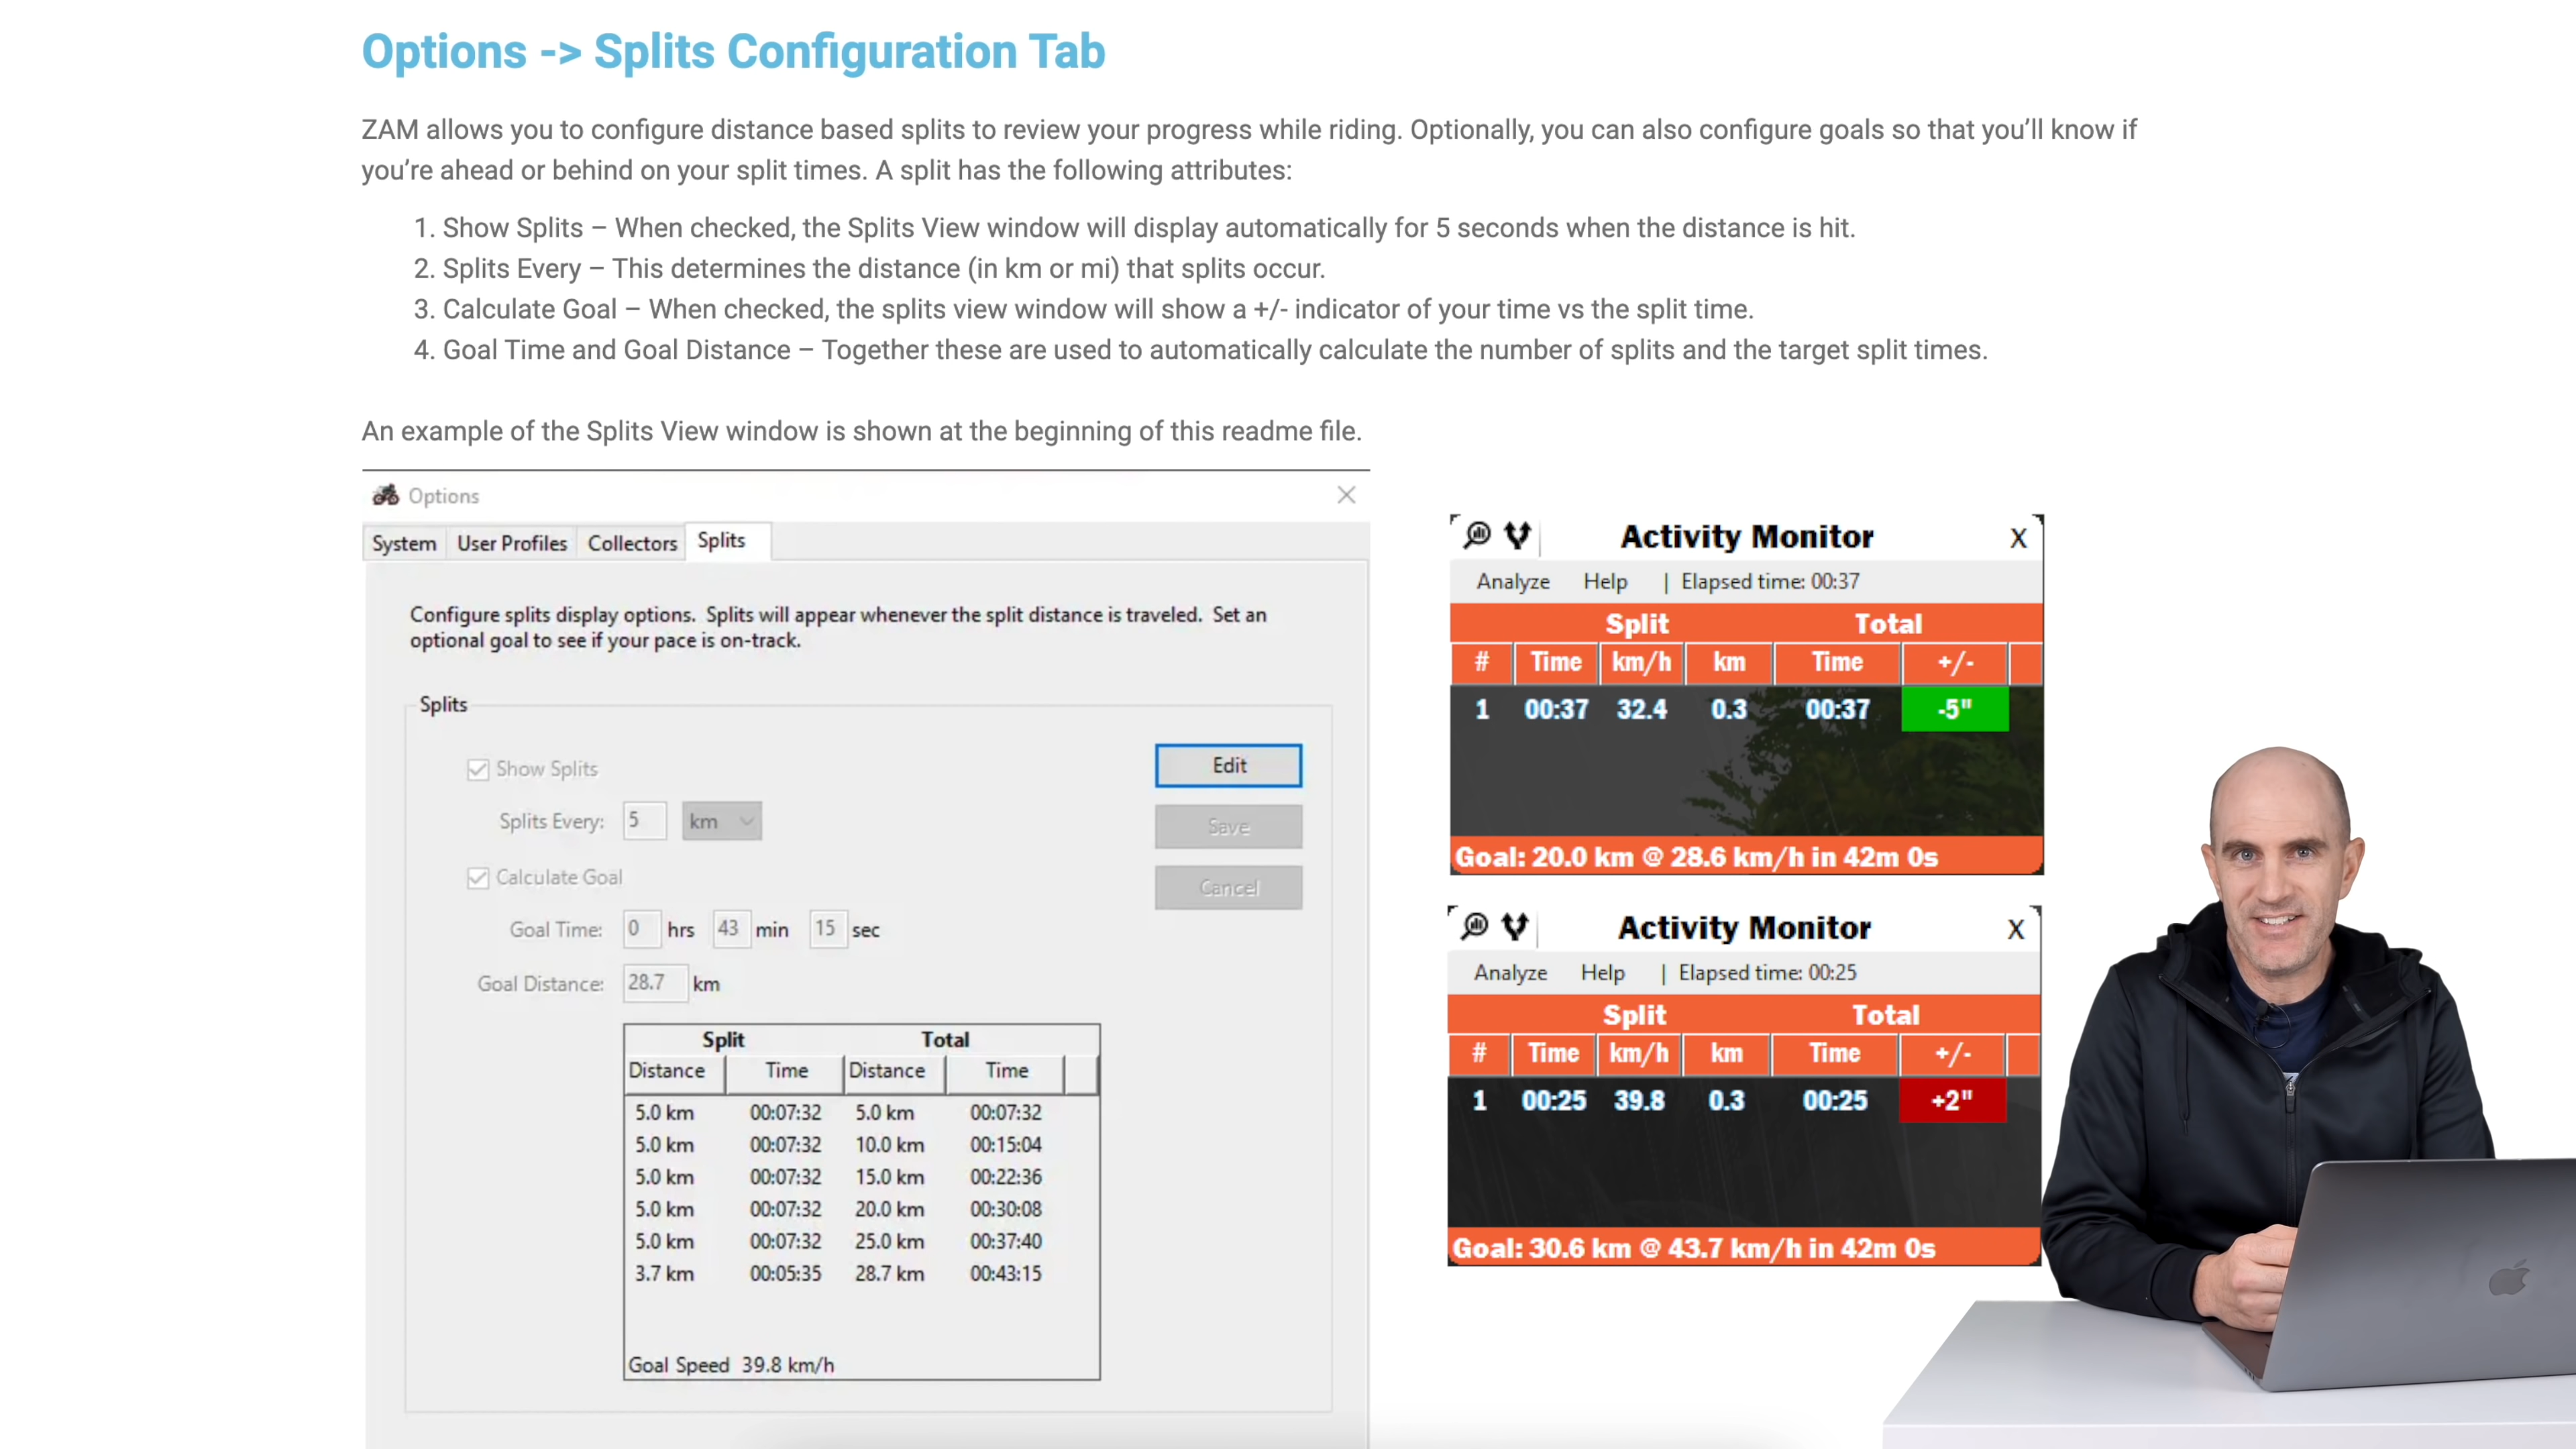 Options -> Splits Configuration Tab
ZAM allows you to configure distance based splits to review your progress while riding. Optionally, you can also configure goals so that you’ll know if
you’re ahead or behind on your split times. A split has the following attributes:
1. Show Splits – When checked, the Splits View window will display automatically for 5 seconds when the distance is hit.
2. Splits Every – This determines the distance (in km or mi) that splits occur.
3. Calculate Goal – When checked, the splits view window will show a +/- indicator of your time vs the split time.
4. Goal Time and Goal Distance – Together these are used to automatically calculate the number of splits and the target split times.
An example of the Splits View window is shown at the beginning of this readme file.
Options
System User Profiles Collectors Splits
Configure splits display options. Splits will appear whenever the split distance is traveled. Set an
optional goal to see if your pace is on-track.
Splits
Show Splits
Edit
Splits Every: 5 km
Save
Calculate Goal
Cancel
Goal Time: 0 hrs 43 min 15 sec
Goal Distance: 28.7 km
Split Total
Distance Time Distance Time
5.0 km 00:07:32 5.0 km 00:07:32
5.0 km 00:07:32 10.0 km 00:15:04
5.0 km 00:07:32 15.0 km 00:22:36
5.0 km 00:07:32 20.0 km 00:30:08
5.0 km 00:07:32 25.0 km 00:37:40
3.7 km 00:05:35 28.7 km 00:43:15
Goal Speed 39.8 km/h
Activity Monitor X
Analyze Help | Elapsed time: 00:37
Split Total
# Time km/h km Time +/-
1 00:37 32.4 0.3 00:37 -5"
Goal: 20.0 km @ 28.6 km/h in 42m 0s
Activity Monitor X
Analyze Help | Elapsed time: 00:25
Split Total
# Time km/h km Time +/-
1 00:25 39.8 0.3 00:25 +2"
Goal: 30.6 km @ 43.7 km/h in 42m 0s